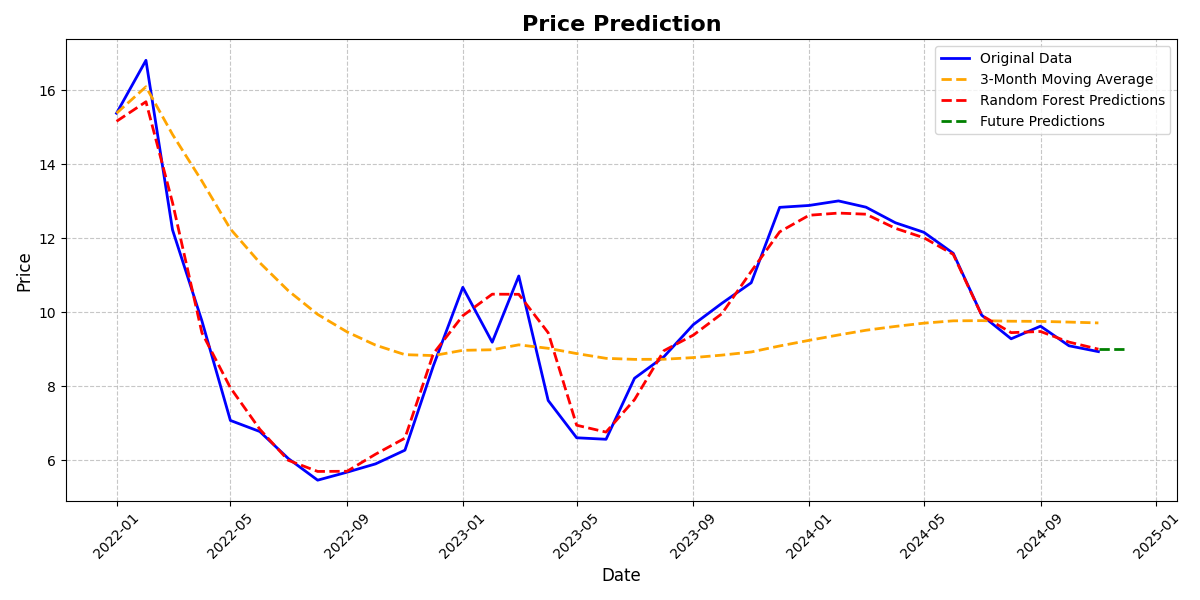 Price Prediction
Original Data
3-Month Moving Average
Random Forest Predictions
Future Predictions
Price
16
14
12
10
8
6
2022-01
2022-05
2022-09
2023-01
2023-05
2023-09
2024-01
2024-05
2024-09
2025-01
Date